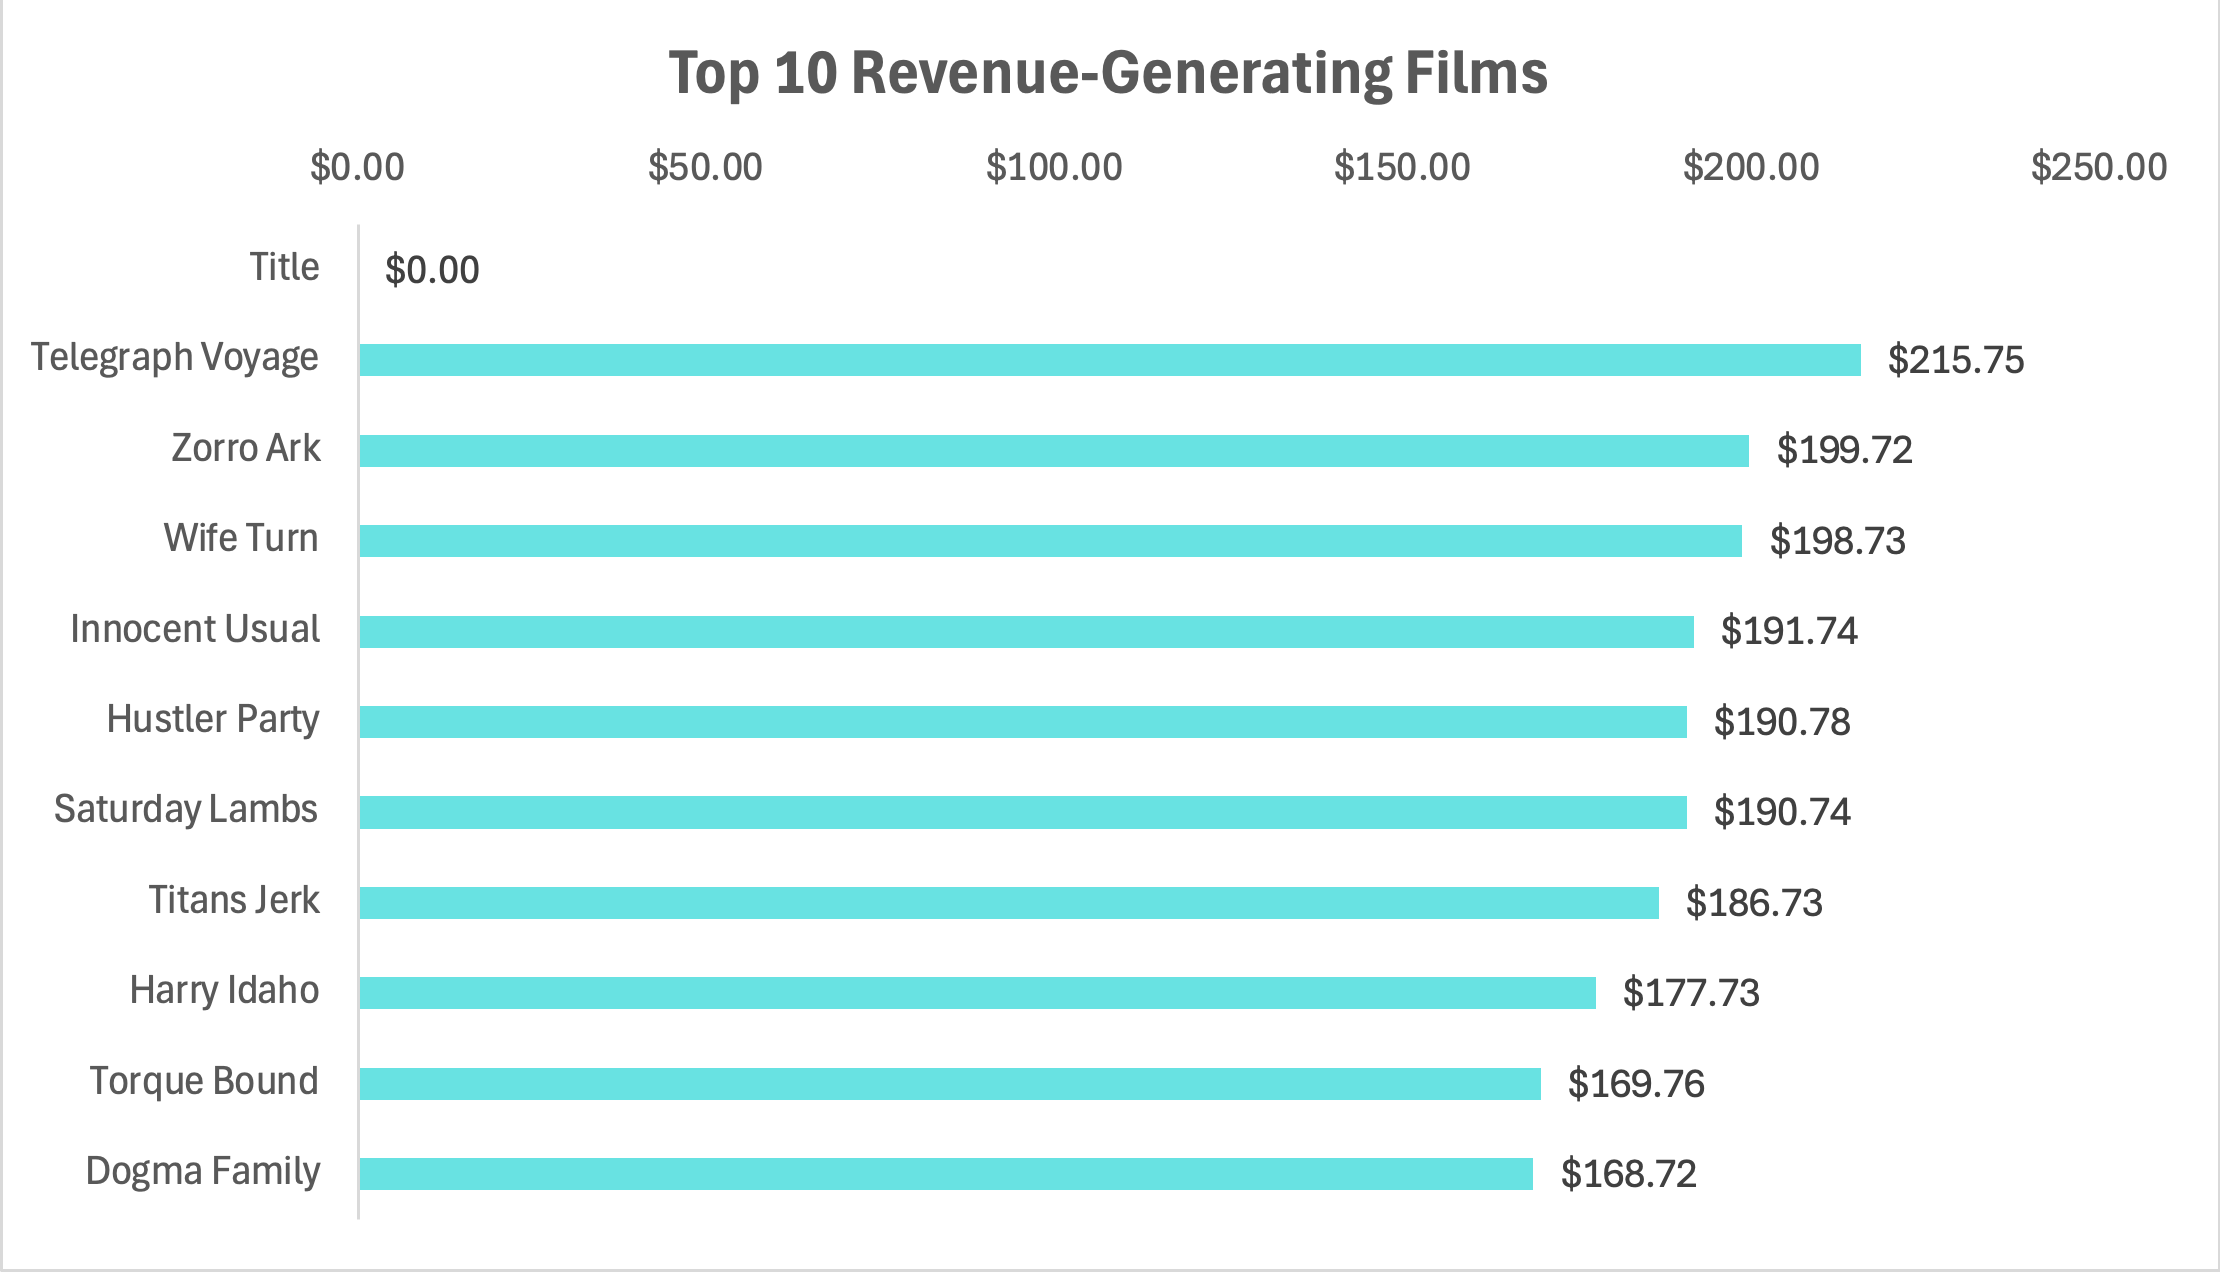 Top 10 Revenue-Generating Films
$0.00 $50.00 $100.00 $150.00 $200.00 $250.00
Title $0.00
Telegraph Voyage $215.75
Zorro Ark $199.72
Wife Turn $198.73
Innocent Usual $191.74
Hustler Party $190.78
Saturday Lambs $190.74
Titans Jerk $186.73
Harry Idaho $177.73
Torque Bound $169.76
Dogma Family $168.72